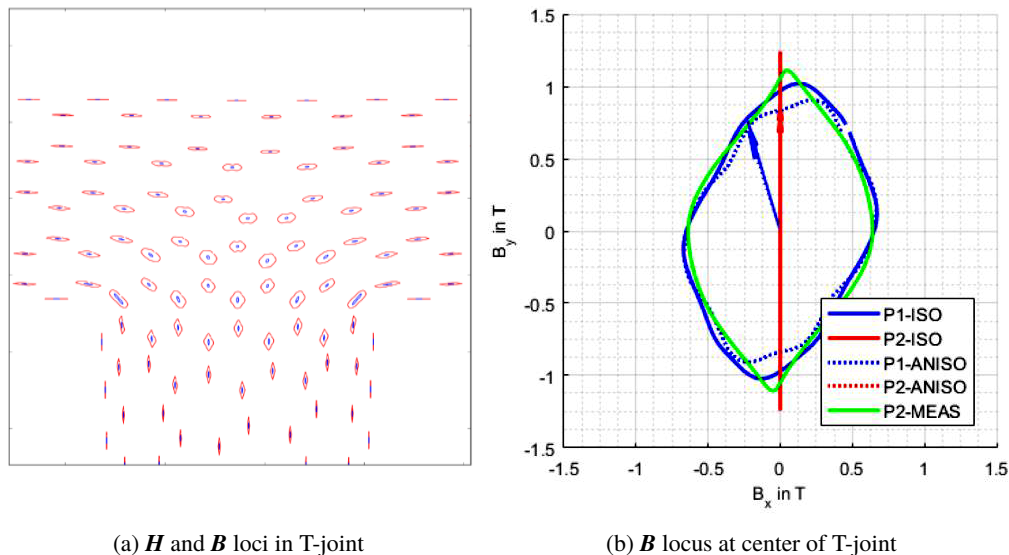 1.5
1
0.5
0
-0.5
-1
-1.5
B_y in T
-1.5 -1 -0.5 0 0.5 1 1.5
B_x in T
P1-ISO
P2-ISO
P1-ANISO
P2-ANISO
P2-MEAS
(a) H and B loci in T-joint
(b) B locus at center of T-joint